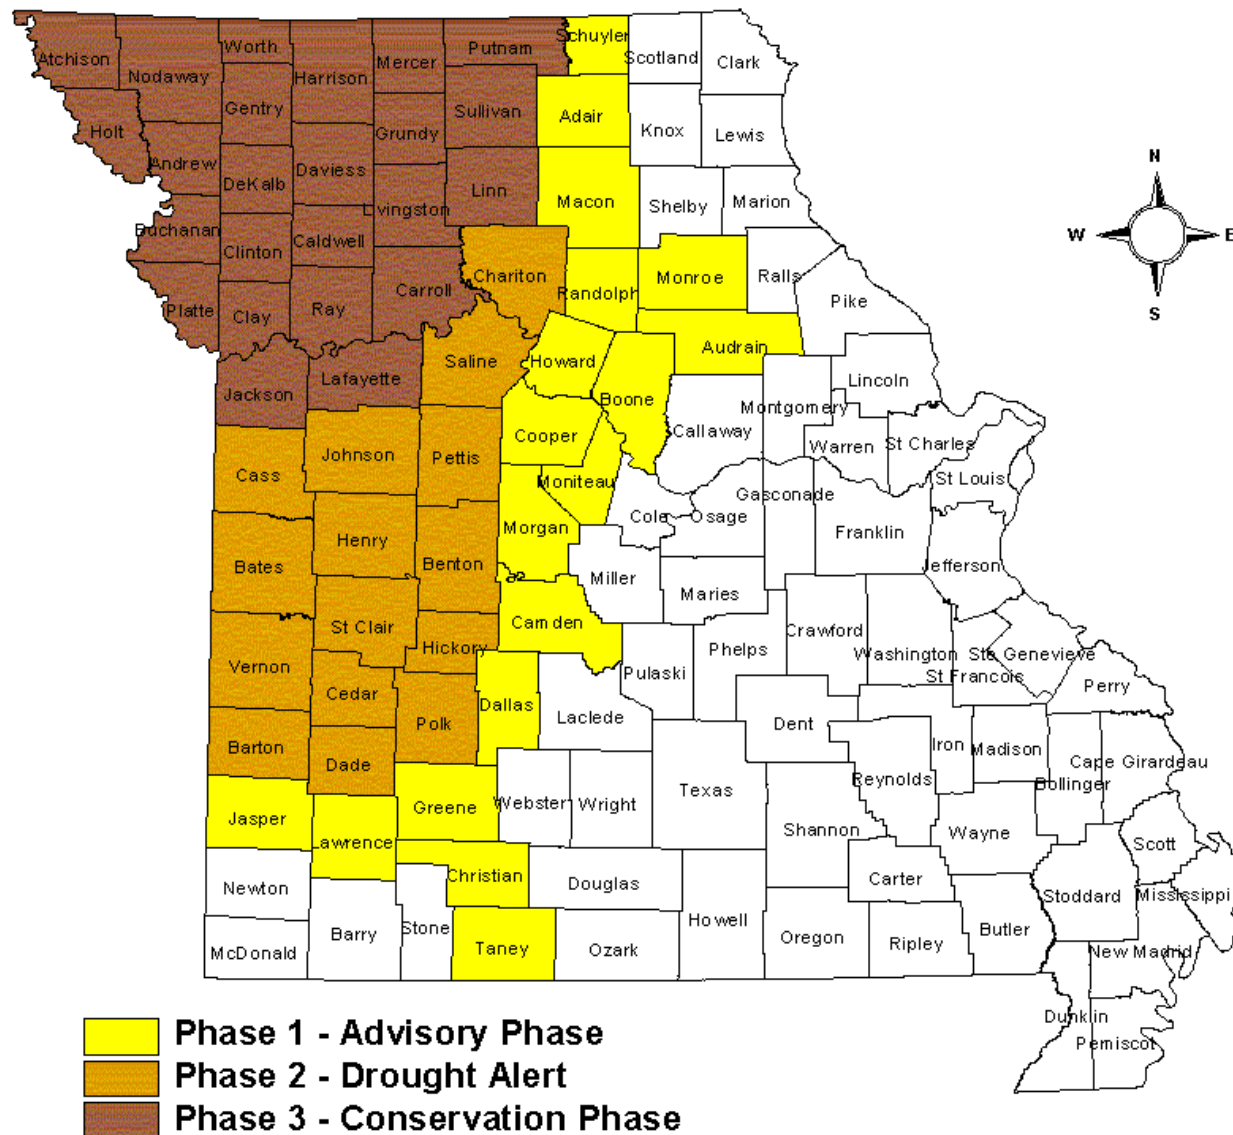 Schuyler
Worth
Putnam
Scotland
Atchison
Mercer
Clark
Nodaway
Harrison
Gentry
Sullivan
Adair
Holt
Grundy
Knox
Lewis
Andrew
Daviess
DeKalb
Linn
Macon
Marion
Shelby
Livingston
Buchanan
Clinton
Caldwell
Chariton
Monroe
Ralls
Randolph
Carroll
Pike
Platte
Clay
Ray
Audrain
Saline
Howard
Lafayette
Lincoln
Jackson
Boone
Montgomery
Cooper
Callaway
Warren
St Charles
Johnson
Pettis
Cass
Moniteau
St Louis
Gasconade
Cole
Osage
Morgan
Franklin
Henry
Benton
Bates
Jefferson
Miller
Maries
Camden
St Clair
Crawford
Hickory
Phelps
Washington
Ste Genevieve
Vernon
Pulaski
St Francois
Perry
Cedar
Dallas
Laclede
Polk
Dent
Barton
Iron
Madison
Dade
Cape Girardeau
Reynolds
Bollinger
Texas
Greene
Webster
Wright
Jasper
Shannon
Wayne
Lawrence
Scott
Christian
Carter
Newton
Douglas
Stoddard
Mississippi
Howell
Stone
Barry
Butler
Oregon
Ripley
McDonald
Taney
Ozark
New Madrid
Dunklin
Pemiscot
N
W
E
S
Phase 1 - Advisory Phase
Phase 2 - Drought Alert
Phase 3 - Conservation Phase